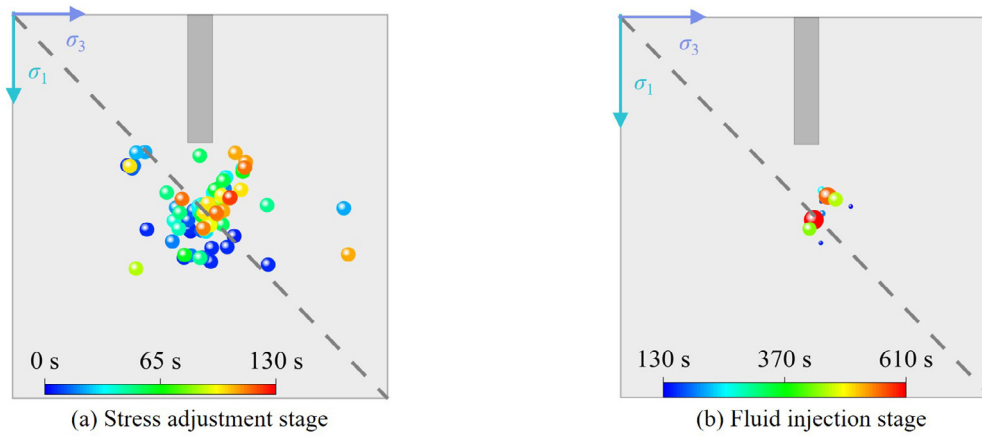 σ3
σ1
0 s 65 s 130 s
(a) Stress adjustment stage
σ3
σ1
130 s 370 s 610 s
(b) Fluid injection stage